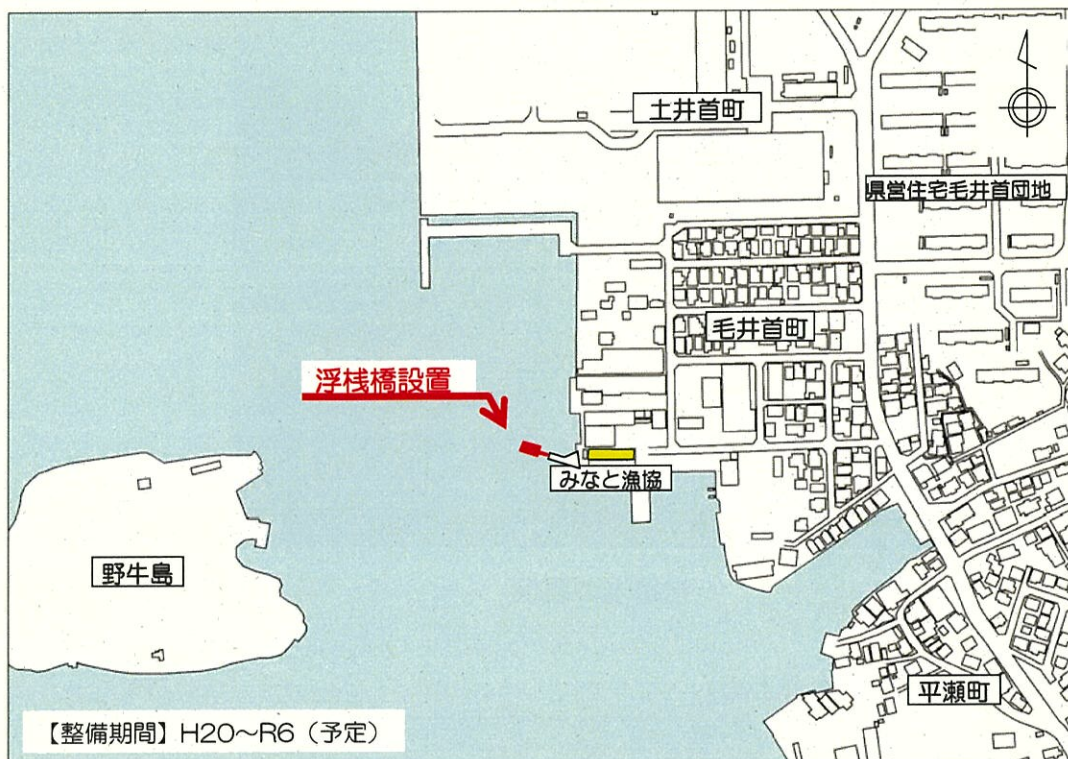 土井首町
県営住宅毛井首団地
毛井首町
浮桟橋設置
みなと漁協
野牛島
平瀬町
【整備期間】H20～R6（予定）